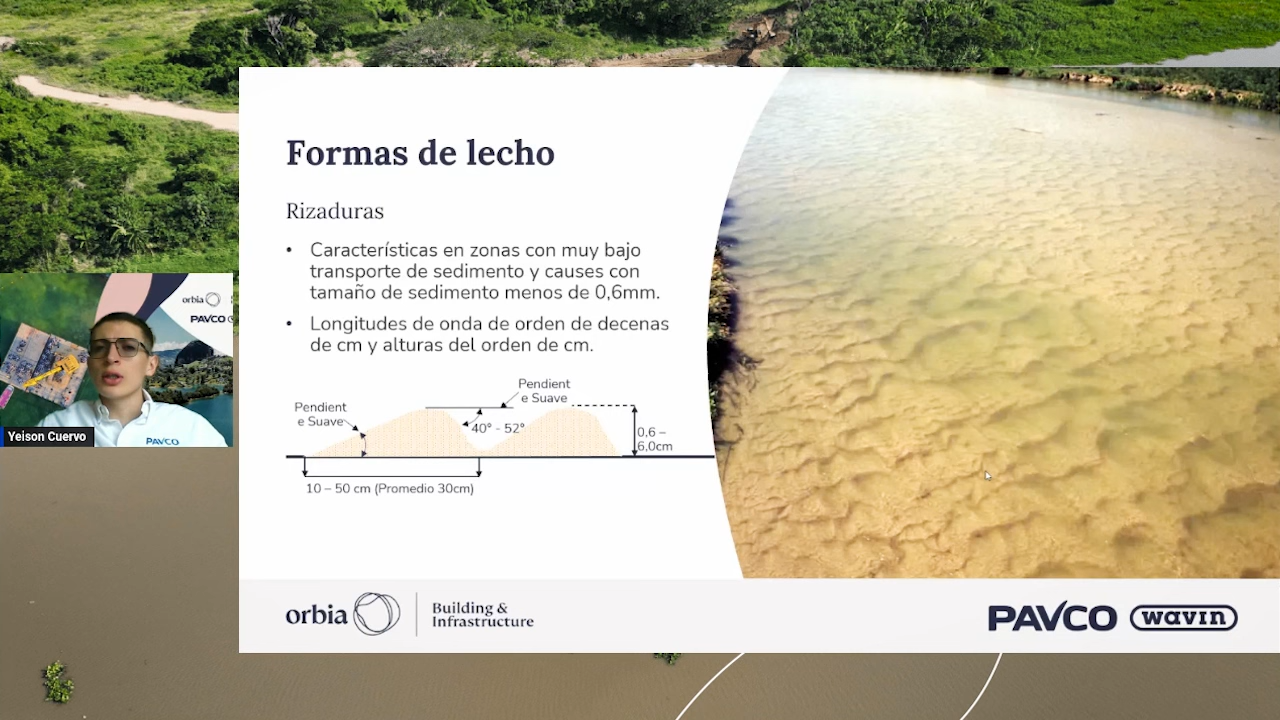 Formas de lecho
Rizaduras
• Características en zonas con muy bajo
transporte de sedimento y causes con
tamaño de sedimento menos de 0,6mm.
• Longitudes de onda de orden de decenas
de cm y alturas del orden de cm.
Pendient
e Suave
Pendient
e Suave
40° - 52°
0,6 –
6,0cm
10 – 50 cm (Promedio 30cm)
orbia
Building &
Infrastructure
PAVCO wavin
orbia
PAVCO
PAVCO
Yeison Cuervo